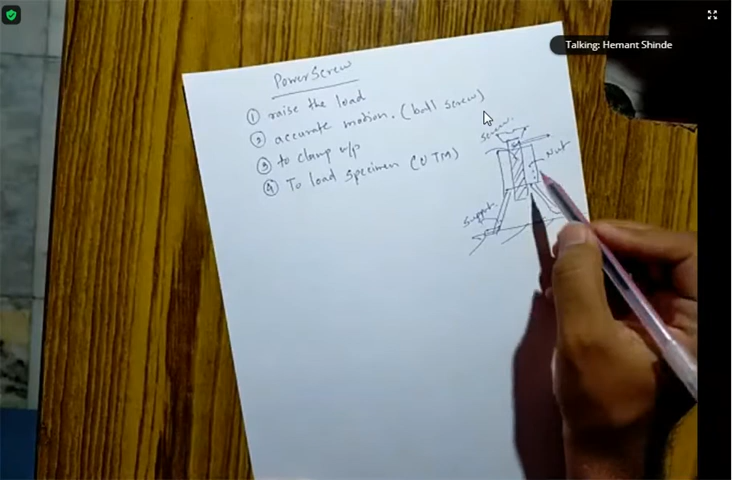 Talking: Hemant Shinde
Power Screw
① raise the load
② accurate motion. (ball screw)
③ to clamp w/p
④ To load specimen (UTM)
Screw.
Nut
Support.